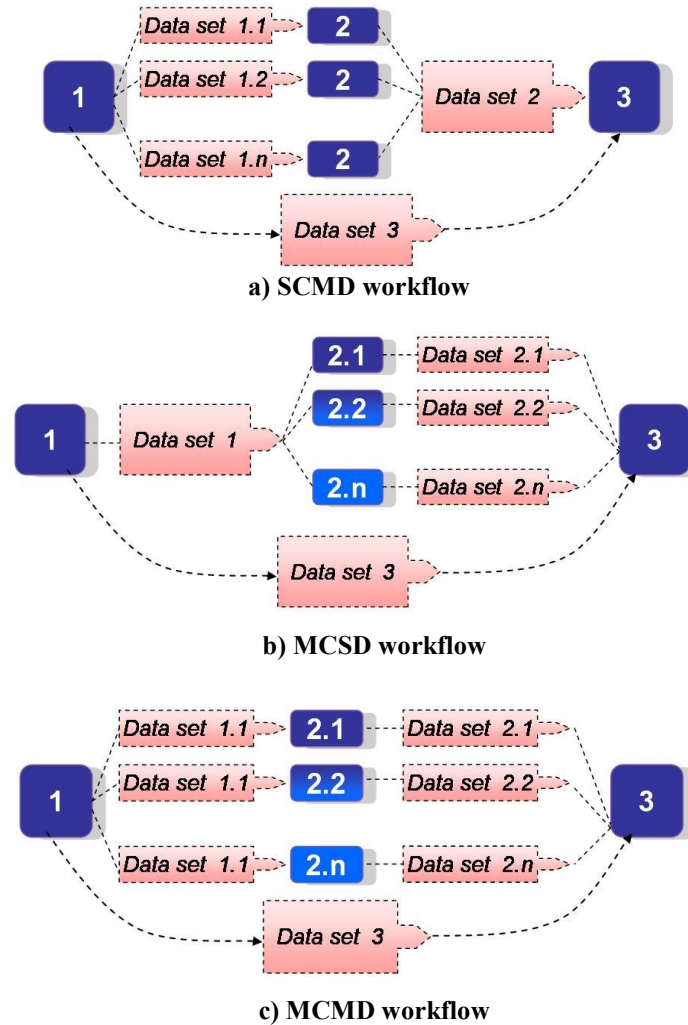 Data set 1.1
2
1
Data set 1.2
2
Data set 2
3
Data set 1.n
2
Data set 3
a) SCMD workflow
2.1
Data set 2.1
1
Data set 1
2.2
Data set 2.2
3
2.n
Data set 2.n
Data set 3
b) MCSD workflow
Data set 1.1
2.1
Data set 2.1
1
Data set 1.1
2.2
Data set 2.2
3
Data set 1.1
2.n
Data set 2.n
Data set 3
c) MCMD workflow